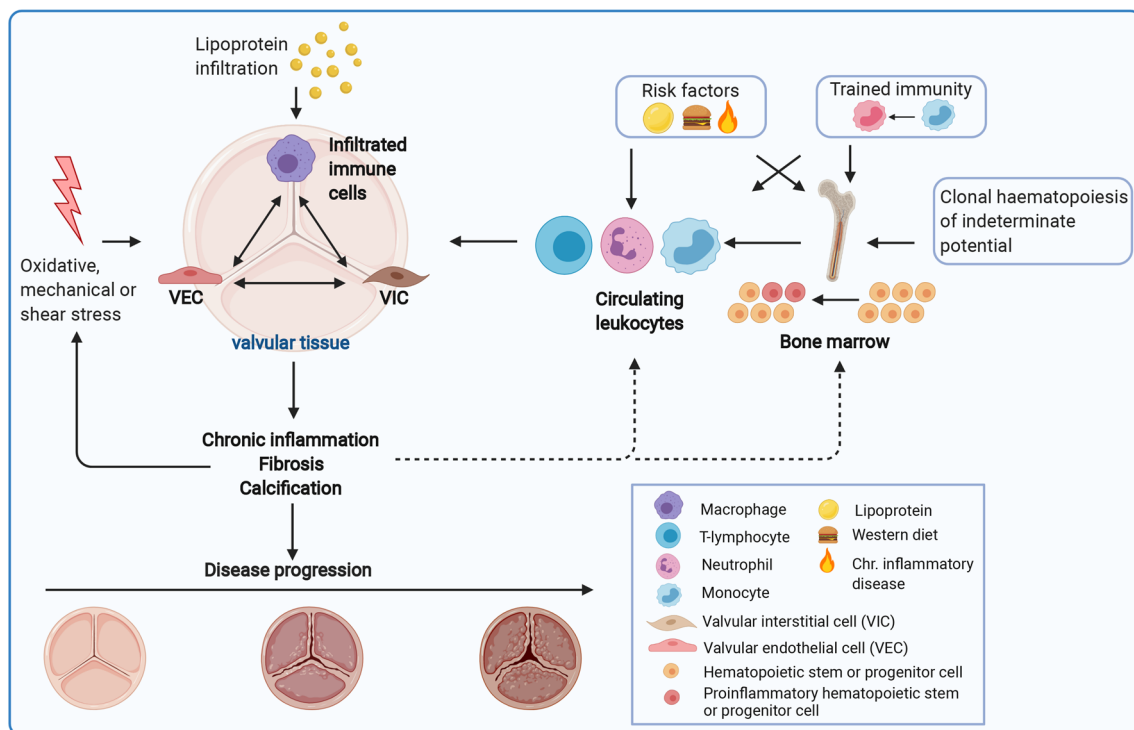 Lipoprotein
infiltration
Infiltrated
immune
cells
VEC
VIC
valvular tissue
Oxidative,
mechanical or
shear stress
Risk factors
Trained immunity
Clonal haematopoiesis
of indeterminate
potential
Circulating
leukocytes
Bone marrow
Chronic inflammation
Fibrosis
Calcification
Disease progression
Macrophage
T-lymphocyte
Neutrophil
Monocyte
Lipoprotein
Western diet
Chr. inflammatory
disease
Valvular interstitial cell (VIC)
Valvular endothelial cell (VEC)
Hematopoietic stem or progenitor cell
Proinflammatory hematopoietic stem
or progenitor cell